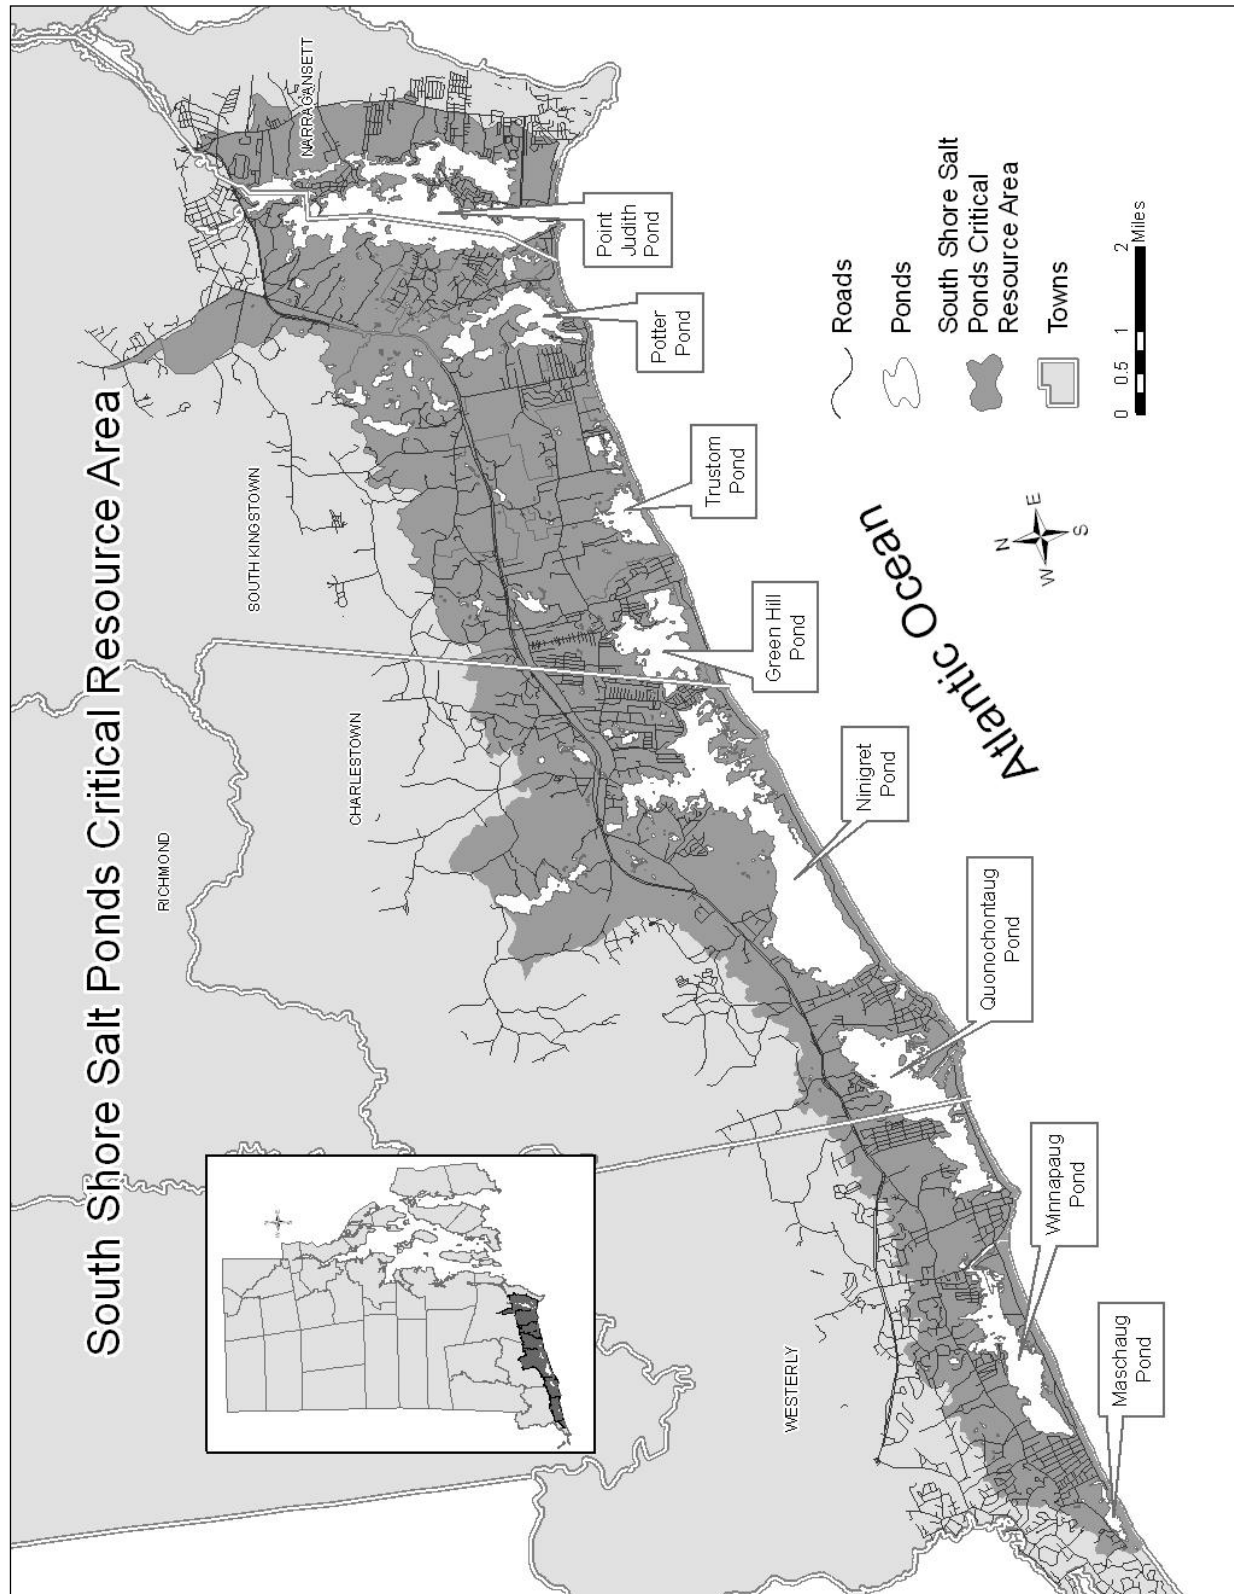 South Shore Salt Ponds Critical Resource Area
RICHMOND
SOUTH KINGSTOWN
NARRAGANSETT
CHARLESTOWN
WESTERLY
Maschaug
Pond
Winnapaug
Pond
Quonochontaug
Pond
Ninigret
Pond
Green Hill
Pond
Trustom
Pond
Potter
Pond
Point
Judith
Pond
Atlantic Ocean
N
W
E
S
Roads
Ponds
South Shore Salt
Ponds Critical
Resource Area
Towns
0 0.5 1 2
Miles